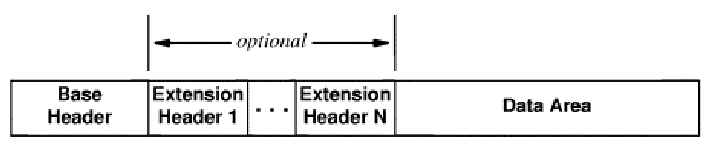 optional
Base Header
Extension Header 1
. . .
Extension Header N
Data Area